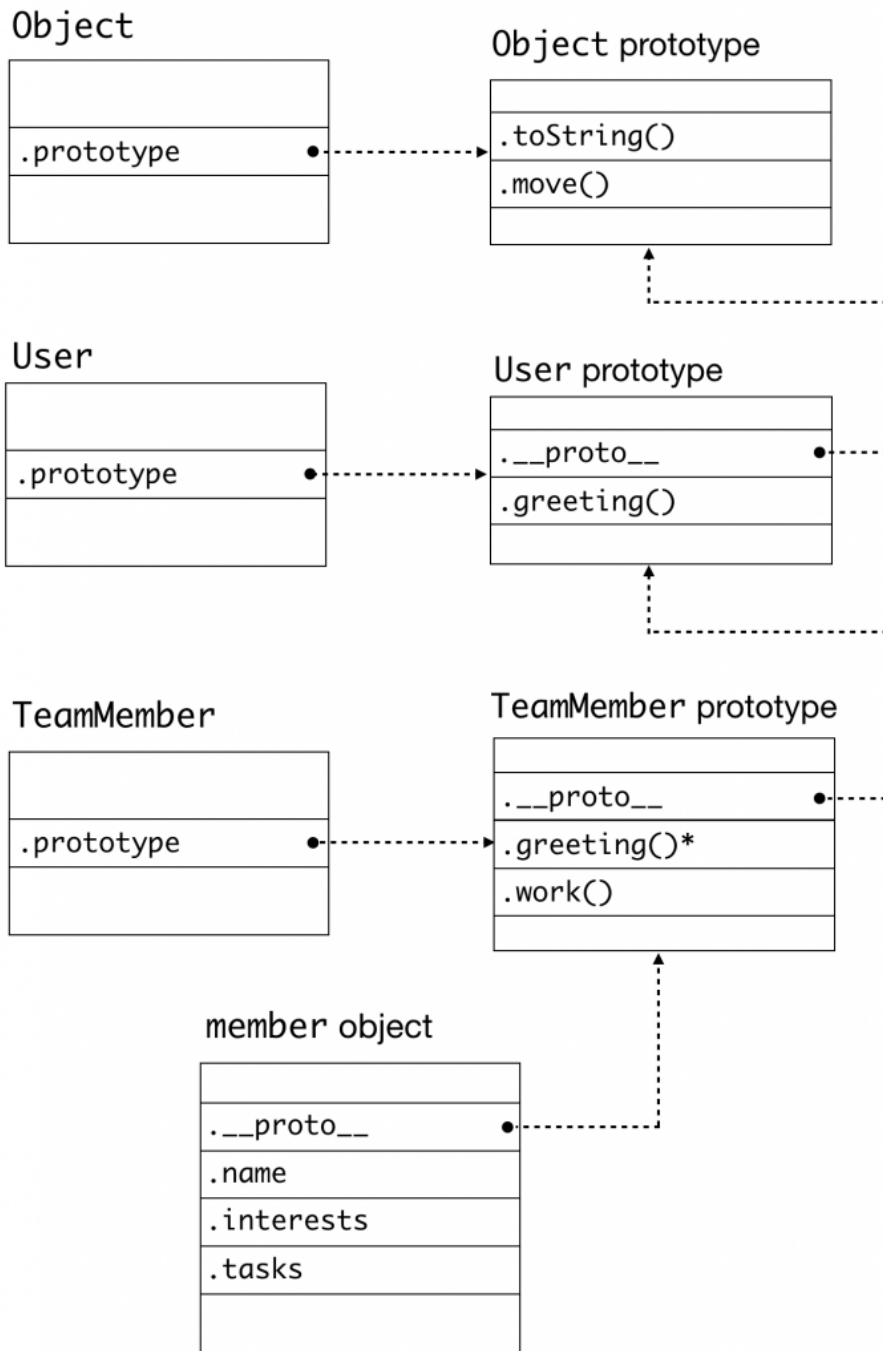 Object
Object prototype
.prototype
.toString()
.move()
User
User prototype
.prototype
.__proto__
.greeting()
TeamMember
TeamMember prototype
.prototype
.__proto__
.greeting()*
.work()
member object
.__proto__
.name
.interests
.tasks